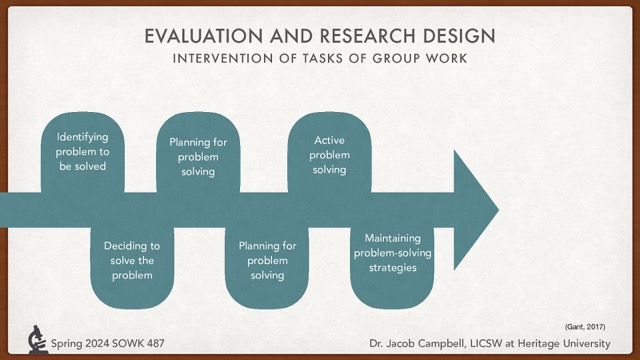 EVALUATION AND RESEARCH DESIGN
INTERVENTION OF TASKS OF GROUP WORK
Identifying
problem to
be solved
Deciding to
solve the
problem
Planning for
problem
solving
Planning for
problem
solving
Active
problem
solving
Maintaining
problem-solving
strategies
(Gant, 2017)
Spring 2024 SOWK 487
Dr. Jacob Campbell, LICSW at Heritage University